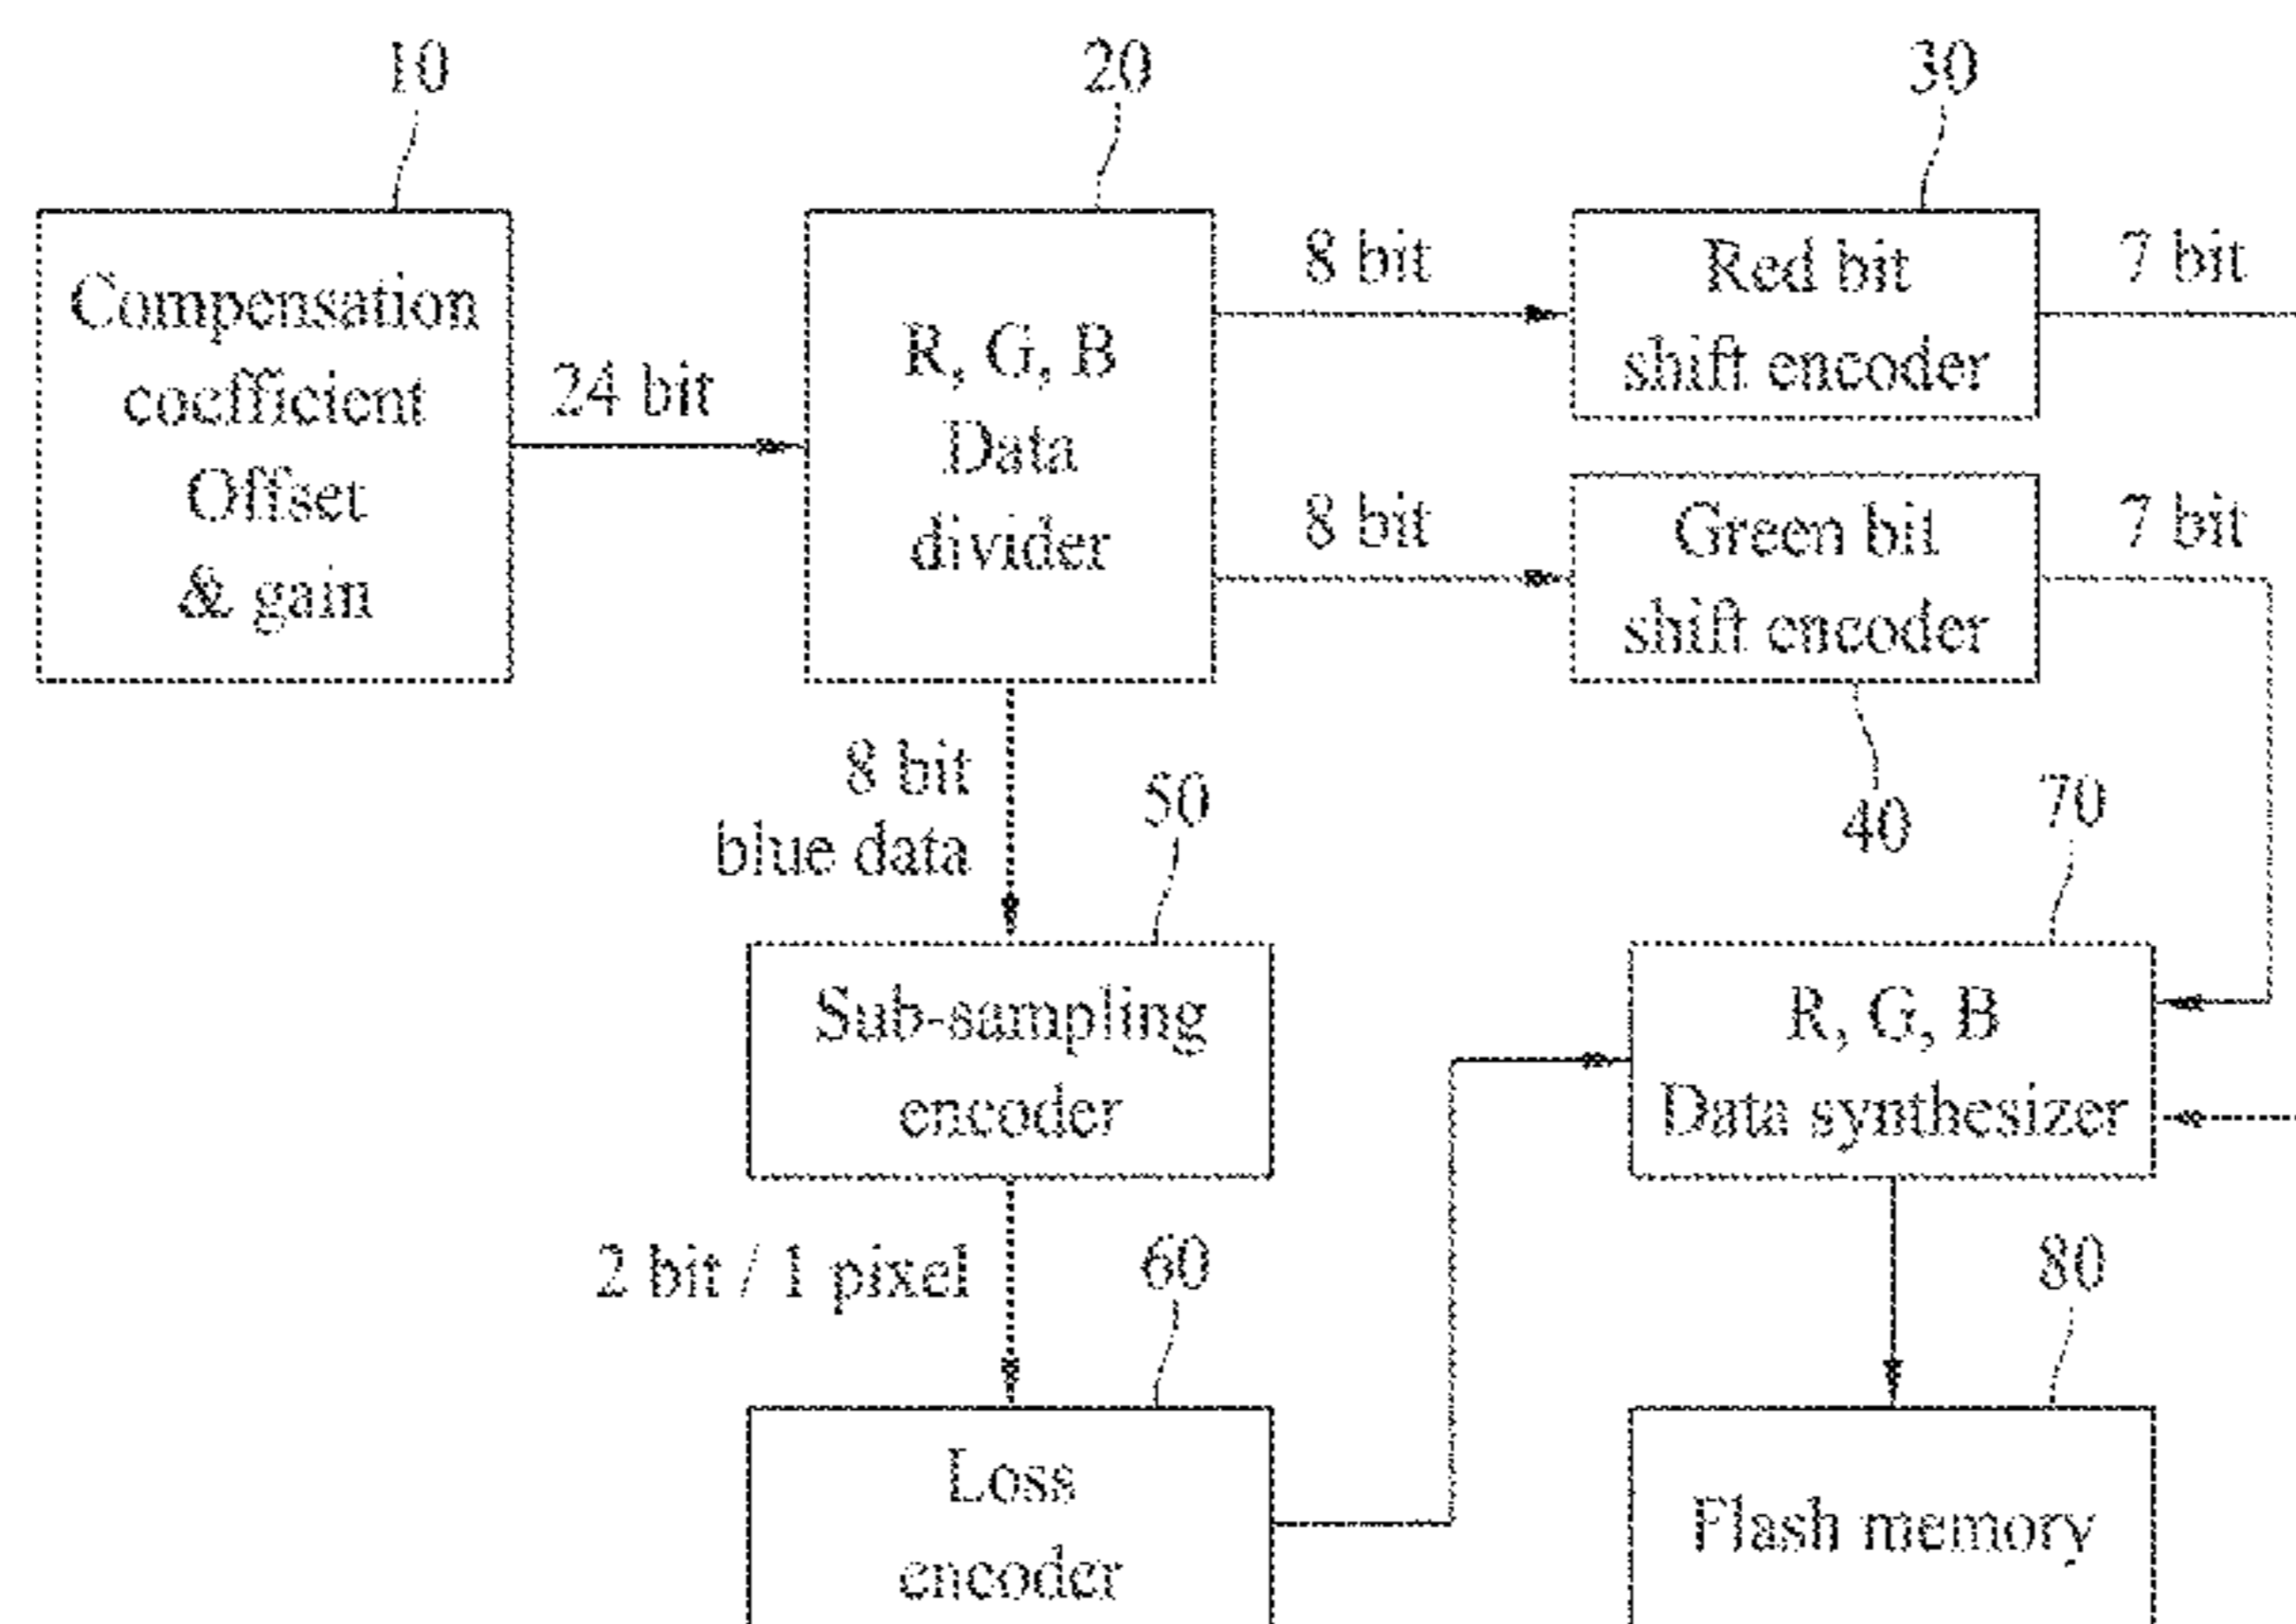 10
20
30
Compensation
coefficient
Offset
& gain
24 bit
R, G, B
Data
divider
8 bit
Red bit
shift encoder
7 bit
8 bit
Green bit
shift encoder
7 bit
40
8 bit
blue data
50
Sub-sampling
encoder
70
R, G, B
Data synthesizer
2 bit / 1 pixel
60
Loss
encoder
80
Flash memory